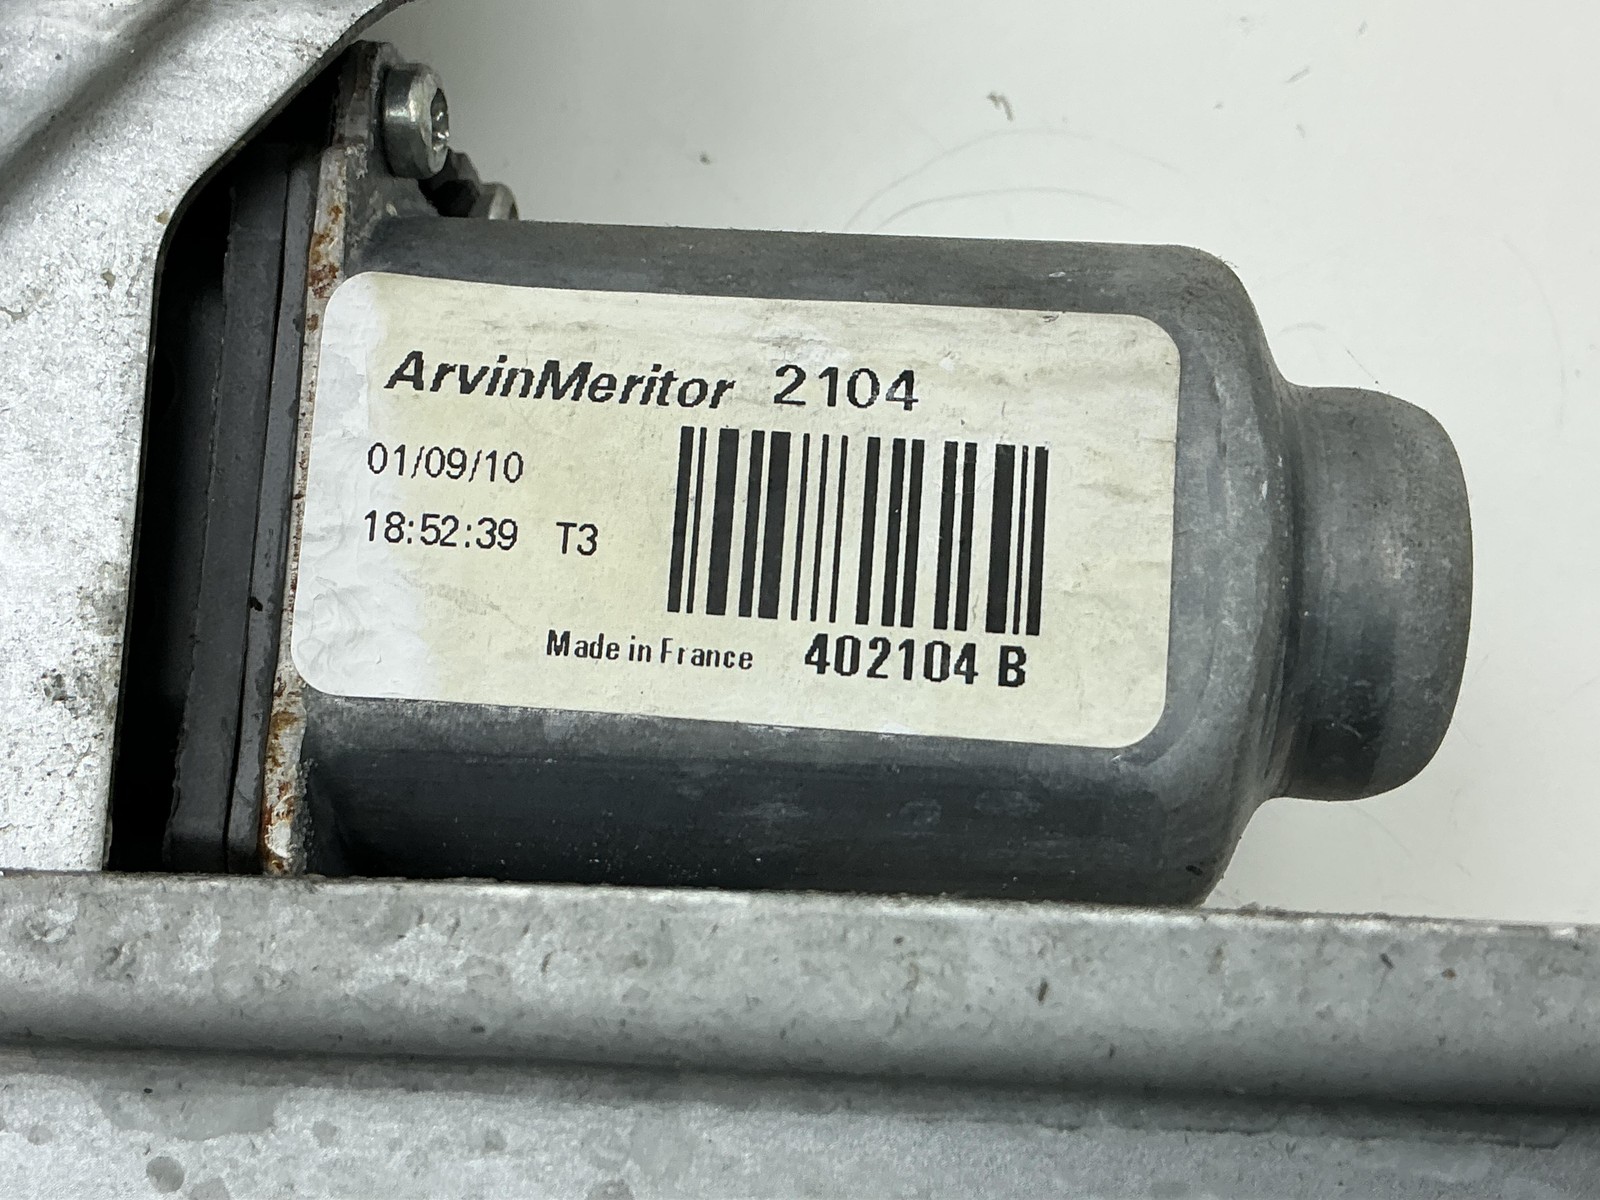 ArvinMeritor 2104
01/09/10
18:52:39 T3
Made in France 402104 B